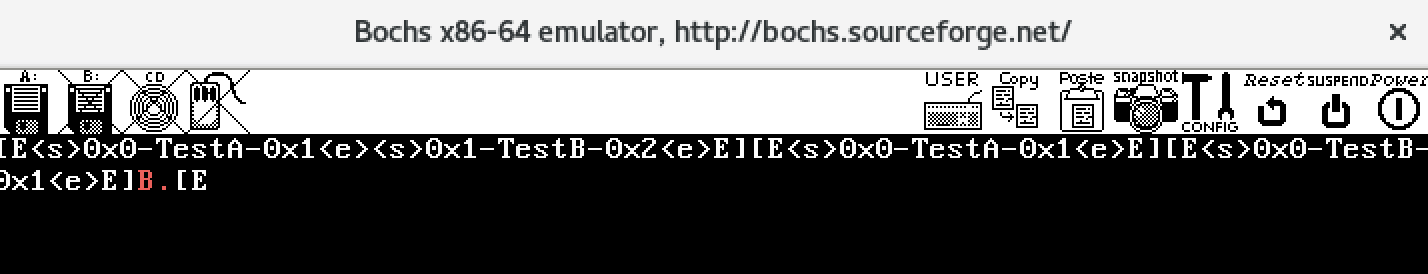 Bochs x86-64 emulator, http://bochs.sourceforge.net/ ×
A: B: CD USER Copy Paste snapshot CONFIG Reset SUSPEND Power
[E<s>0x0-TestA-0x1<e><s>0x1-TestB-0x2<e>E][E<s>0x0-TestA-0x1<e>E][E<s>0x0-TestB-
0x1<e>E]B.[E